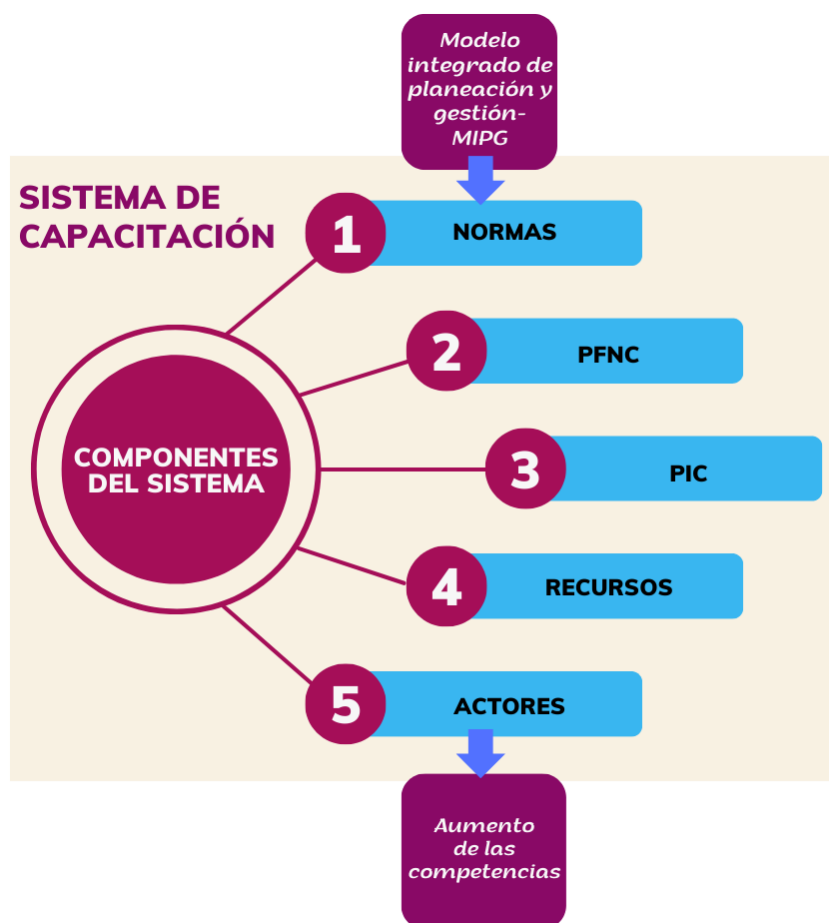 Modelo
integrado de
planeación y
gestión-
MIPG
SISTEMA DE
CAPACITACIÓN
1
NORMAS
2
PFNC
3
PIC
COMPONENTES
DEL SISTEMA
4
RECURSOS
5
ACTORES
Aumento
de las
competencias